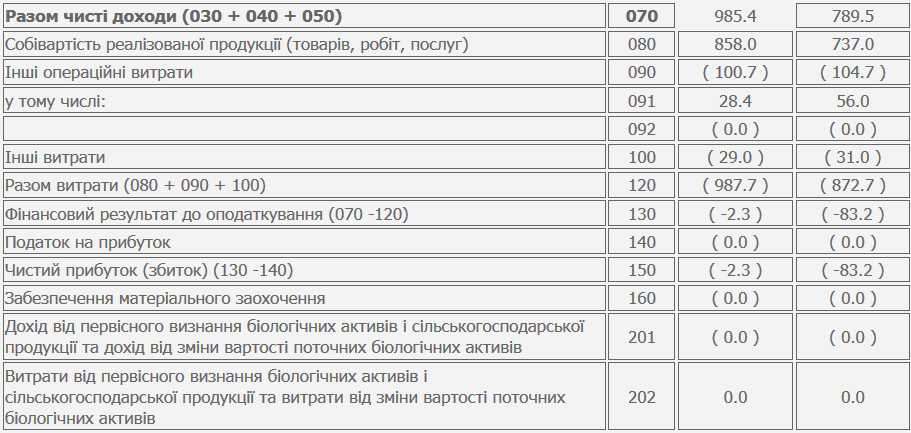 Разом чисті доходи (030 + 040 + 050) 070 985.4 789.5
Собівартість реалізованої продукції (товарів, робіт, послуг) 080 858.0 737.0
Інші операційні витрати 090 ( 100.7 ) ( 104.7 )
у тому числі: 091 28.4 56.0
092 ( 0.0 ) ( 0.0 )
Інші витрати 100 ( 29.0 ) ( 31.0 )
Разом витрати (080 + 090 + 100) 120 ( 987.7 ) ( 872.7 )
Фінансовий результат до оподаткування (070 -120) 130 ( -2.3 ) ( -83.2 )
Податок на прибуток 140 ( 0.0 ) ( 0.0 )
Чистий прибуток (збиток) (130 -140) 150 ( -2.3 ) ( -83.2 )
Забезпечення матеріального заохочення 160 ( 0.0 ) ( 0.0 )
Дохід від первісного визнання біологічних активів і сільськогосподарської
продукції та дохід від зміни вартості поточних біологічних активів 201 ( 0.0 ) ( 0.0 )
Витрати від первісного визнання біологічних активів і
сільськогосподарської продукції та витрати від зміни вартості поточних 202 0.0 0.0
біологічних активів